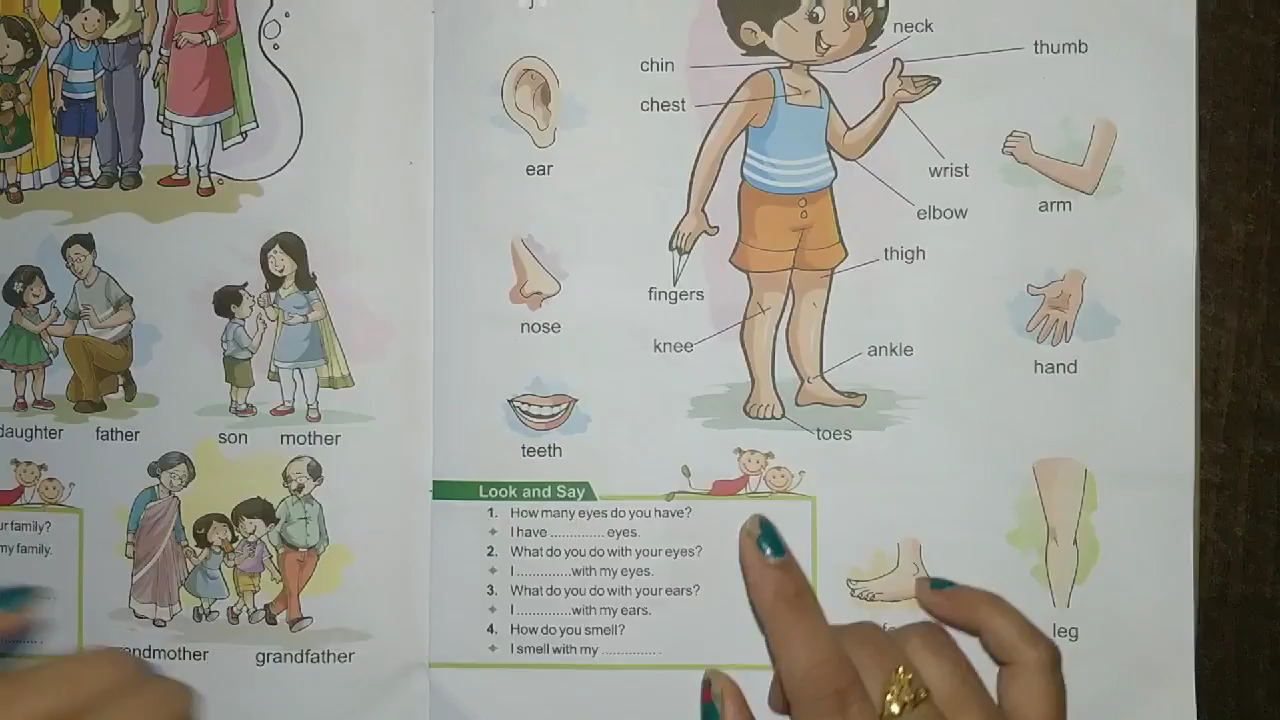 daughter father
son mother
ur family?
my family.
grandfather
neck
chin
thumb
chest
ear
wrist
arm
elbow
thigh
fingers
nose
knee
ankle
hand
toes
teeth
Look and Say
1. How many eyes do you have?
I have .............. eyes.
2. What do you do with your eyes?
I ..............with my eyes.
3. What do you do with your ears?
I ..............with my ears.
4. How do you smell?
I smell with my ...............
leg